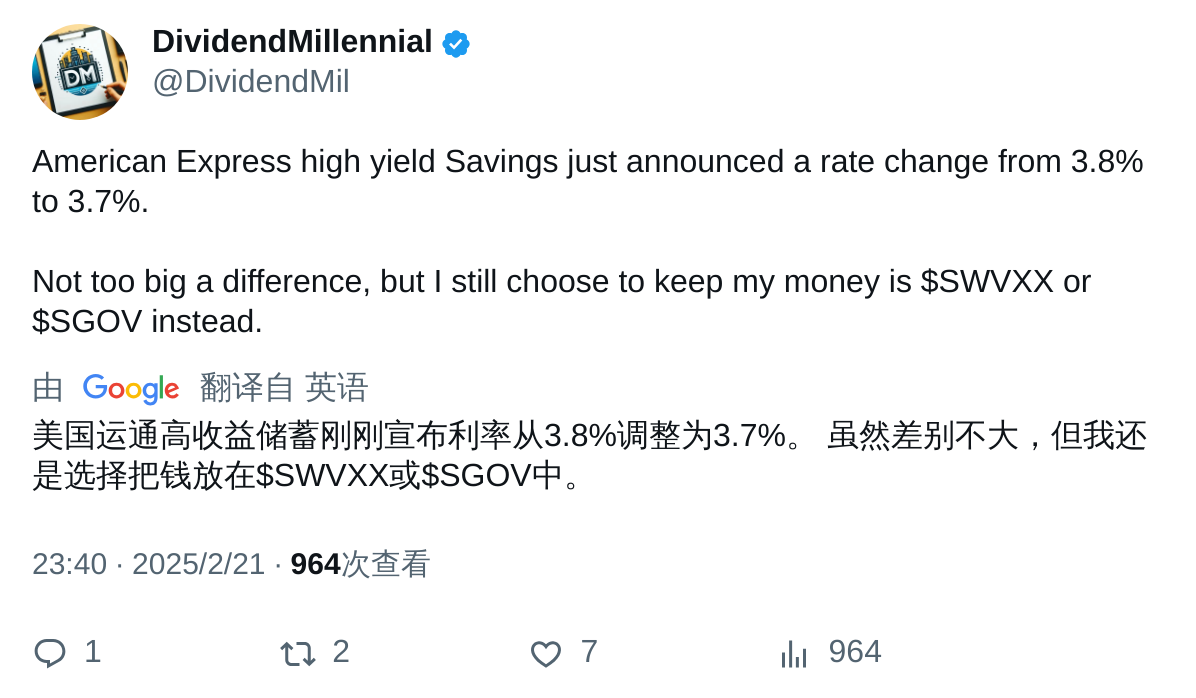 DM
DividendMillennial
@DividendMil
American Express high yield Savings just announced a rate change from 3.8%
to 3.7%.
Not too big a difference, but I still choose to keep my money is $SWVXX or
$SGOV instead.
由 Google 翻译自 英语
美国运通高收益储蓄刚刚宣布利率从3.8%调整为3.7%。 虽然差别不大，但我还
是选择把钱放在$SWVXX或$SGOV中。
23:40 · 2025/2/21 · 964次查看
1 2 7 964